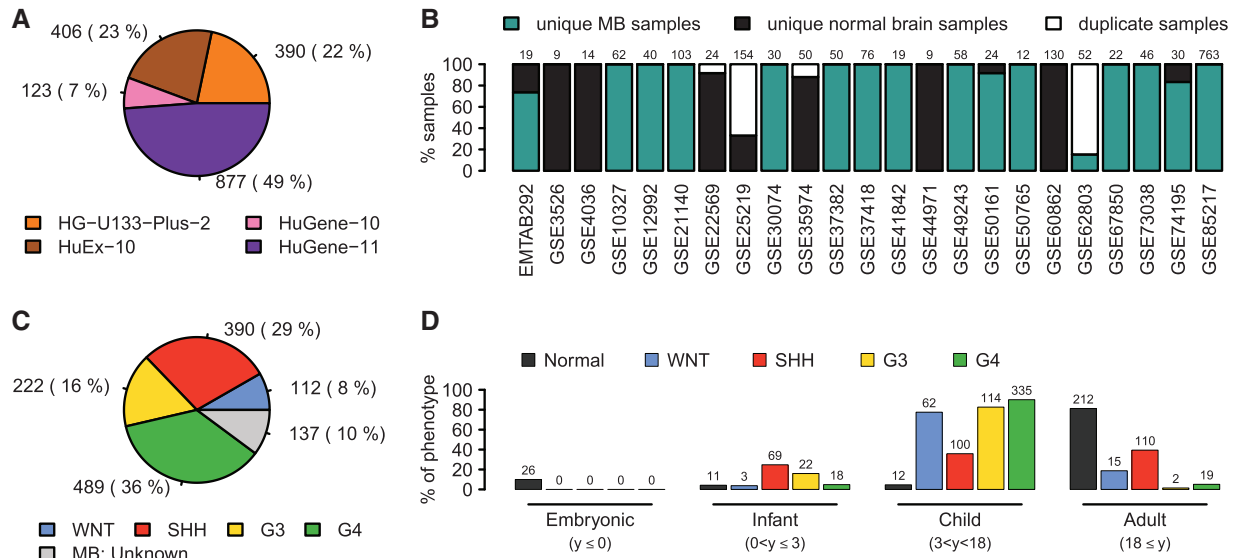 A
406 ( 23 %)
390 ( 22 %)
123 ( 7 %)
877 ( 49 %)
HG−U133−Plus−2
HuGene−10
HuEx−10
HuGene−11
B
unique MB samples
unique normal brain samples
duplicate samples
19 9 14 62 40 103 24 154 30 50 50 76 19 9 58 24 12 130 52 22 46 30 763
% samples
100
80
60
40
20
0
EMTAB292
GSE3526
GSE4036
GSE10327
GSE12992
GSE21140
GSE22569
GSE25219
GSE30074
GSE35974
GSE37382
GSE37418
GSE41842
GSE44971
GSE49243
GSE50161
GSE50765
GSE60862
GSE62803
GSE67850
GSE73038
GSE74195
GSE85217
C
390 ( 29 %)
222 ( 16 %)
112 ( 8 %)
137 ( 10 %)
489 ( 36 %)
WNT SHH G3 G4
MB: Unknown
D
Normal WNT SHH G3 G4
% of phenotype
100
80
60
40
20
0
26 0 0 0 0
11 3 69 22 18
12 62 100 114 335
212 15 110 2 19
Embryonic Infant Child Adult
(y ≤ 0) (0<y ≤ 3) (3<y<18) (18 ≤ y)